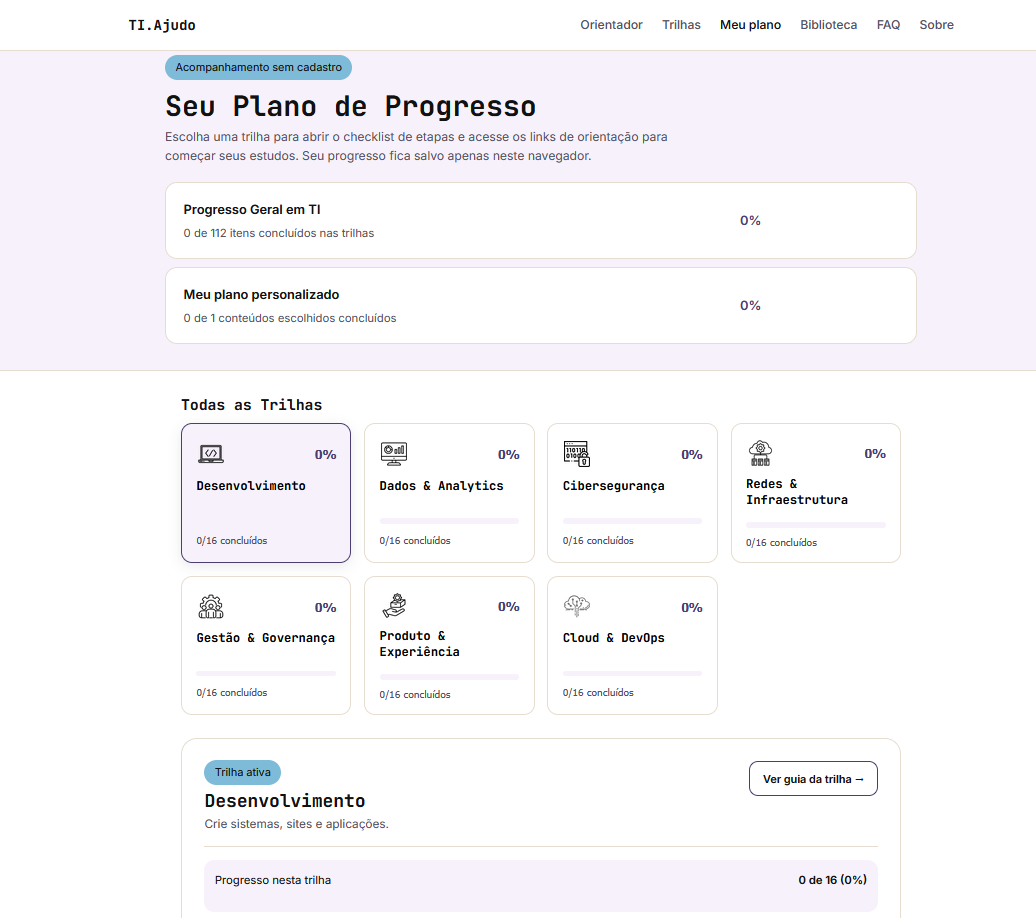 TI.Ajudo
Orientador Trilhas Meu plano Biblioteca FAQ Sobre
Acompanhamento sem cadastro
Seu Plano de Progresso
Escolha uma trilha para abrir o checklist de etapas e acesse os links de orientação para
começar seus estudos. Seu progresso fica salvo apenas neste navegador.
Progresso Geral em TI
0 de 112 itens concluídos nas trilhas
0%
Meu plano personalizado
0 de 1 conteúdos escolhidos concluídos
0%
Todas as Trilhas
0%
Desenvolvimento
0/16 concluídos
0%
Dados & Analytics
0/16 concluídos
0%
Cibersegurança
0/16 concluídos
0%
Redes &
Infraestrutura
0/16 concluídos
0%
Gestão & Governança
0/16 concluídos
0%
Produto &
Experiência
0/16 concluídos
0%
Cloud & DevOps
0/16 concluídos
Trilha ativa
Desenvolvimento
Crie sistemas, sites e aplicações.
Ver guia da trilha →
Progresso nesta trilha
0 de 16 (0%)